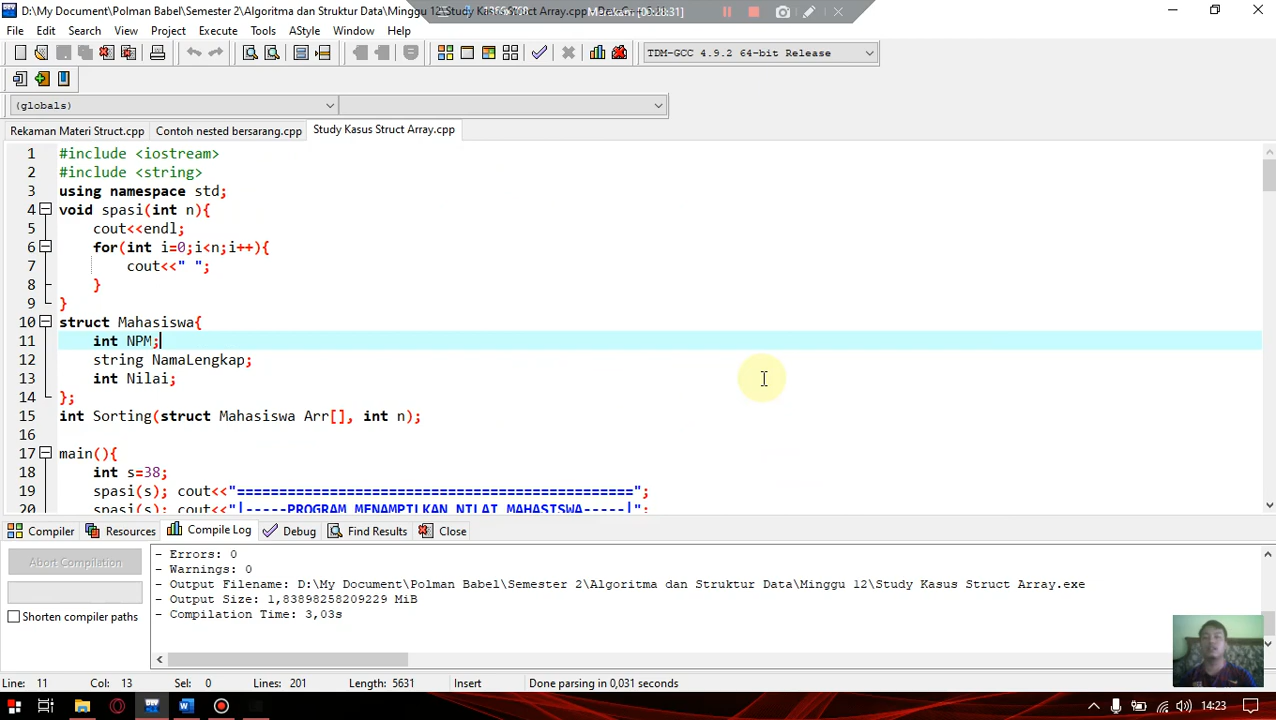 D:\My Document\Polman Babel\Semester 2\Algoritma dan Struktur Data\Minggu 12\Study Kasus Struct Array.cpp
File Edit Search View Project Execute Tools AStyle Window Help
TDM-GCC 4.9.2 64-bit Release
(globals)
Rekaman Materi Struct.cpp Contoh nested bersarang.cpp Study Kasus Struct Array.cpp
1 #include <iostream>
2 #include <string>
3 using namespace std;
4 void spasi(int n){
5 cout<<endl;
6 for(int i=0;i<n;i++){
7 cout<<" ";
8 }
9 }
10 struct Mahasiswa{
11 int NPM;
12 string NamaLengkap;
13 int Nilai;
14 };
15 int Sorting(struct Mahasiswa Arr[], int n);
16
17 main(){
18 int s=38;
19 spasi(s); cout<<"===============================================";
20 spasi(s); cout<<"|-----PROGRAM MENAMPILKAN NILAI MAHASISWA-----|";
Compiler Resources Compile Log Debug Find Results Close
Abort Compilation
Shorten compiler paths
- Errors: 0
- Warnings: 0
- Output Filename: D:\My Document\Polman Babel\Semester 2\Algoritma dan Struktur Data\Minggu 12\Study Kasus Struct Array.exe
- Output Size: 1,83898258209229 MiB
- Compilation Time: 3,03s
Line: 11 Col: 13 Sel: 0 Lines: 201 Length: 5631 Insert Done parsing in 0,031 seconds
14:23